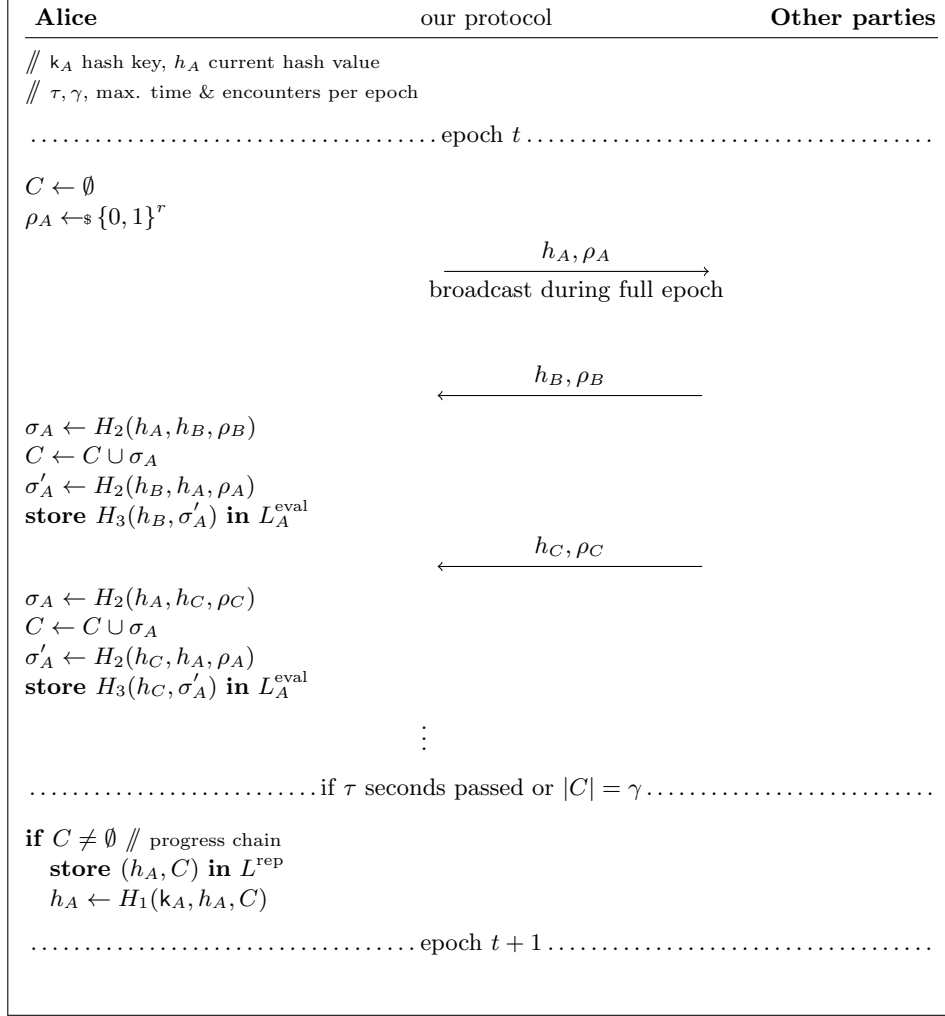 Alice our protocol Other parties
// k_A hash key, h_A current hash value
// τ, γ, max. time & encounters per epoch
epoch t
C ← ∅
ρ_A ←$ {0, 1}^r
h_A, ρ_A
broadcast during full epoch
h_B, ρ_B
σ_A ← H_2(h_A, h_B, ρ_B)
C ← C ∪ σ_A
σ′_A ← H_2(h_B, h_A, ρ_A)
store H_3(h_B, σ′_A) in L_A^eval
h_C, ρ_C
σ_A ← H_2(h_A, h_C, ρ_C)
C ← C ∪ σ_A
σ′_A ← H_2(h_C, h_A, ρ_A)
store H_3(h_C, σ′_A) in L_A^eval
⋮
if τ seconds passed or |C| = γ
if C ≠ ∅ // progress chain
store (h_A, C) in L^rep
h_A ← H_1(k_A, h_A, C)
epoch t + 1